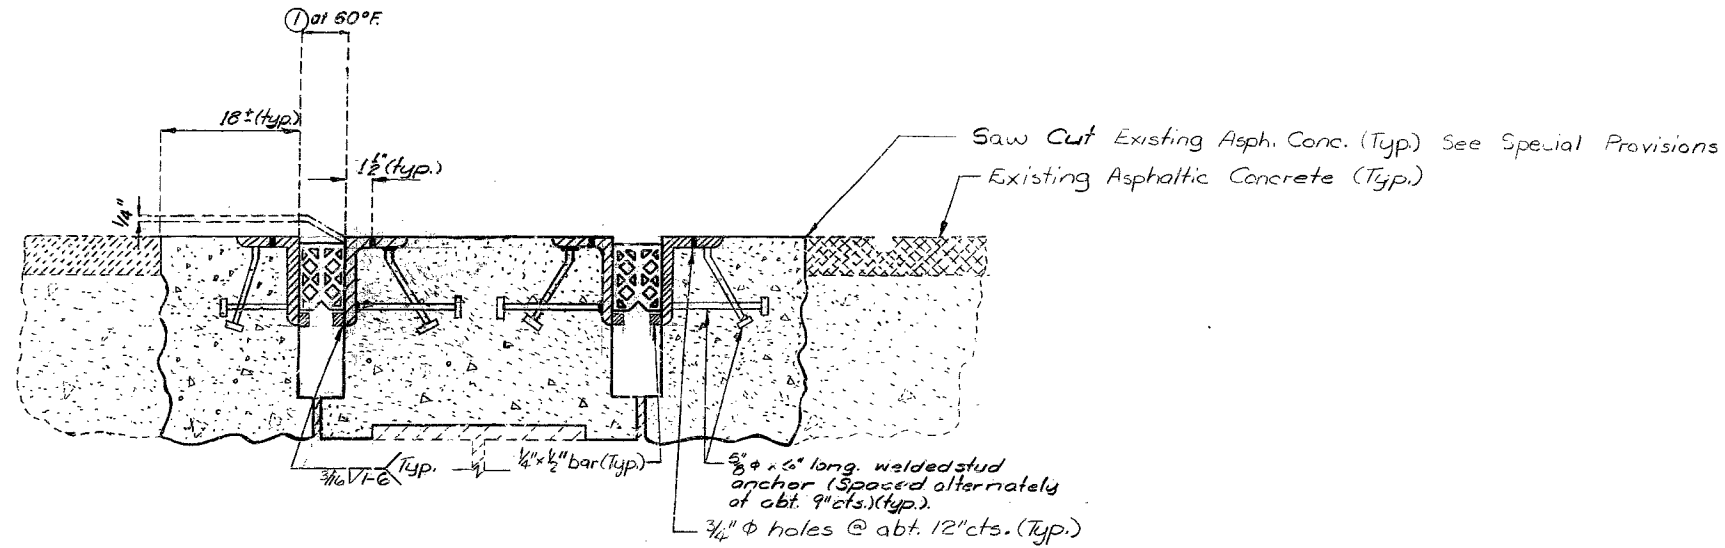 ① at 60°F.
18"±(typ.)
1½"(typ.)
¼"
Saw Cut Existing Asph. Conc. (Typ.) See Special Provisions
Existing Asphaltic Concrete (Typ.)
3/16 1-6 Typ.
¼"x½" bar(Typ.)
⅝"φ x 6" long. welded stud
anchor (Spaced alternately
at abt. 9"cts.)(typ.).
¾" φ holes @ abt. 12"cts. (Typ.)